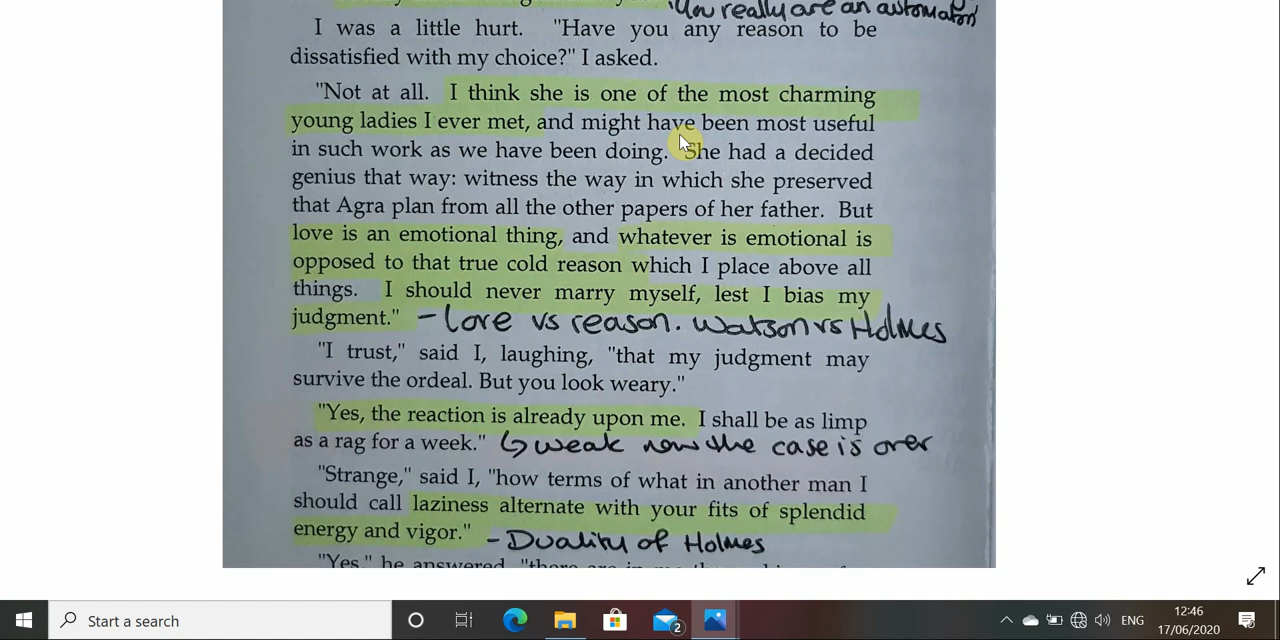 "You really are an automaton
I was a little hurt. "Have you any reason to be
dissatisfied with my choice?" I asked.
"Not at all. I think she is one of the most charming
young ladies I ever met, and might have been most useful
in such work as we have been doing. She had a decided
genius that way: witness the way in which she preserved
that Agra plan from all the other papers of her father. But
love is an emotional thing, and whatever is emotional is
opposed to that true cold reason which I place above all
things. I should never marry myself, lest I bias my
judgment." - Love vs reason. Watson vs Holmes
"I trust," said I, laughing, "that my judgment may
survive the ordeal. But you look weary."
"Yes, the reaction is already upon me. I shall be as limp
as a rag for a week." ↳ weak now the case is over
"Strange," said I, "how terms of what in another man I
should call laziness alternate with your fits of splendid
energy and vigor." - Duality of Holmes
"Yes," he answered, "there are in me the
Start a search
2
ENG
12:46
17/06/2020